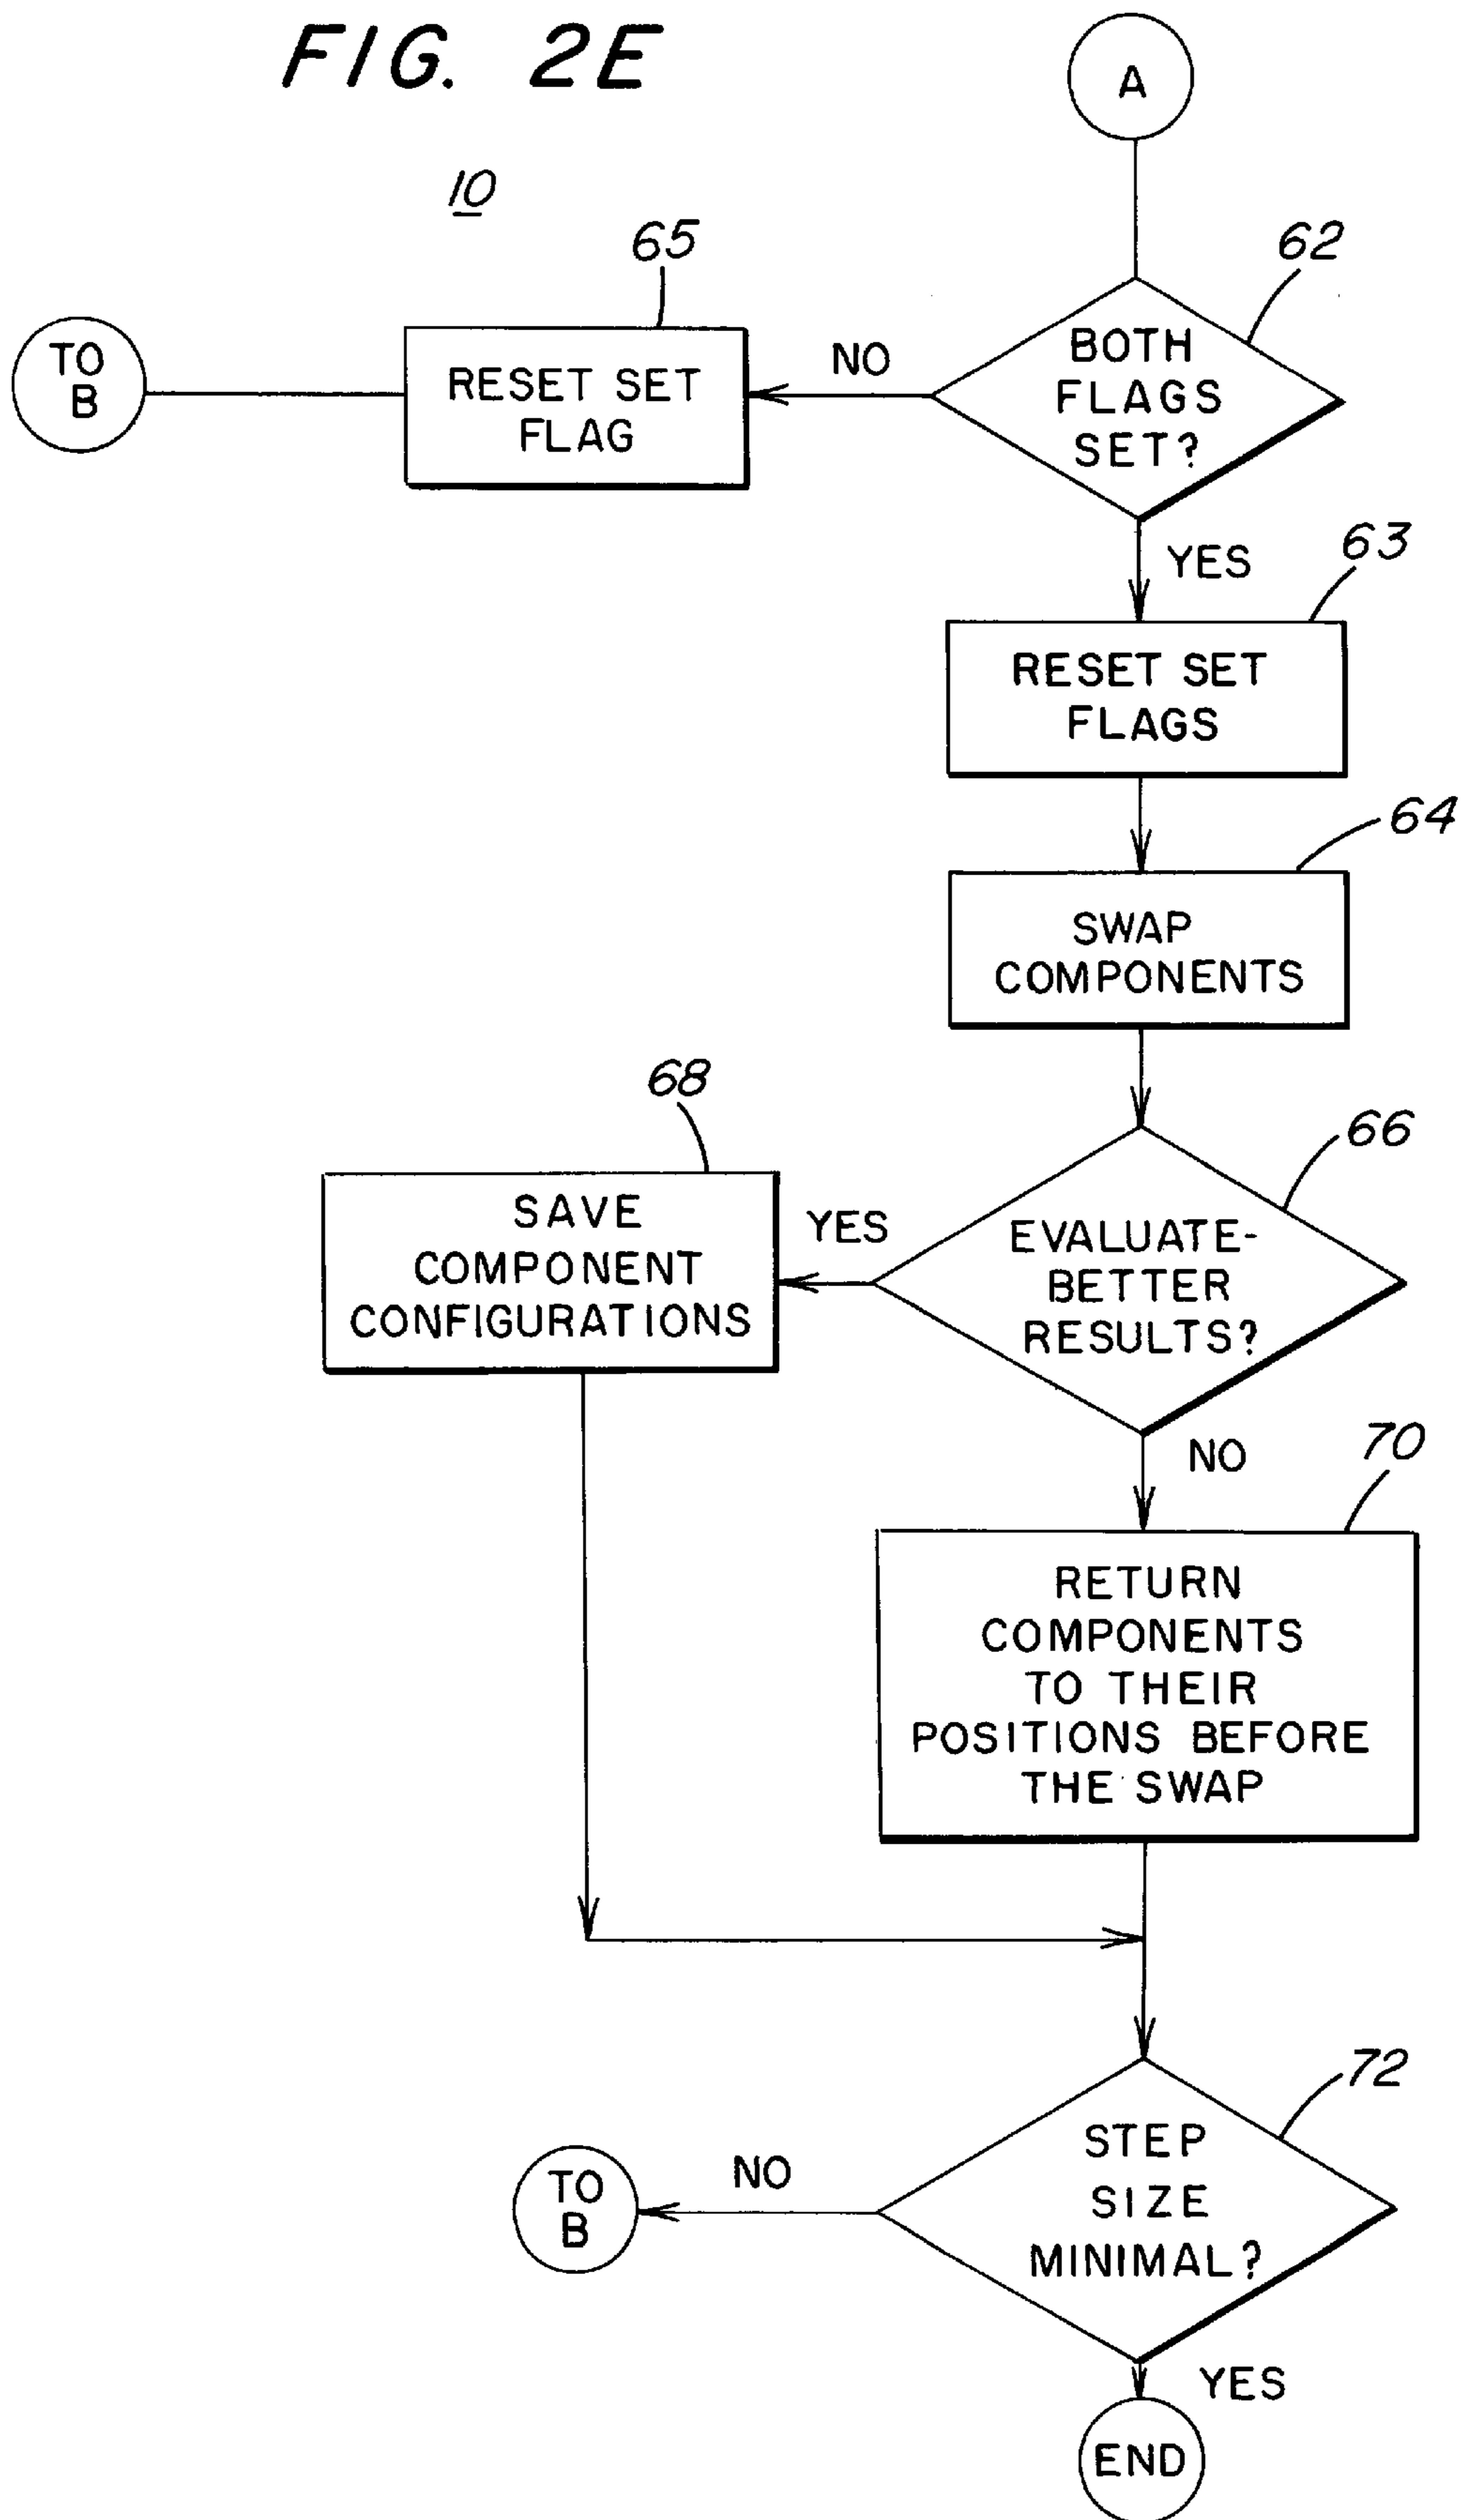 FIG. 2E
A
10
65
62
TO
B
RESET SET
FLAG
NO
BOTH
FLAGS
SET?
YES
63
RESET SET
FLAGS
64
SWAP
COMPONENTS
68
66
SAVE
COMPONENT
CONFIGURATIONS
YES
EVALUATE-
BETTER
RESULTS?
NO
70
RETURN
COMPONENTS
TO THEIR
POSITIONS BEFORE
THE SWAP
72
TO
B
NO
STEP
SIZE
MINIMAL?
YES
END